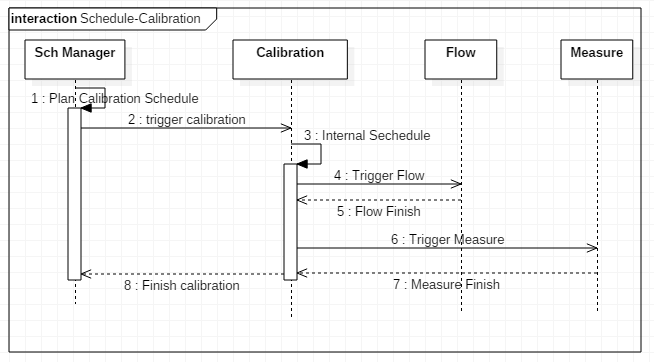 interaction Schedule-Calibration
Sch Manager
Calibration
Flow
Measure
1 : Plan Calibration Schedule
2 : trigger calibration
3 : Internal Sechedule
4 : Trigger Flow
5 : Flow Finish
6 : Trigger Measure
7 : Measure Finish
8 : Finish calibration